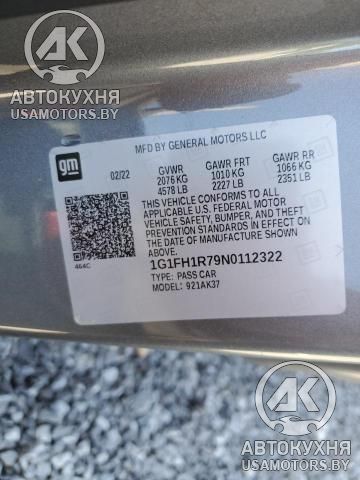 AK
АВТОКУХНЯ
USAMOTORS.BY
MFD BY GENERAL MOTORS LLC
gm
02/22
GVWR GAWR FRT GAWR RR
2076 KG 1010 KG 1066 KG
4578 LB 2227 LB 2351 LB
THIS VEHICLE CONFORMS TO ALL
APPLICABLE U.S. FEDERAL MOTOR
VEHICLE SAFETY, BUMPER, AND THEFT
PREVENTION STANDARDS IN EFFECT ON
THE DATE OF MANUFACTURE SHOWN ABOVE.
464C
1G1FH1R79N0112322
TYPE: PASS CAR
MODEL: 921AK37
AK
АВТОКУХНЯ
USAMOTORS.BY